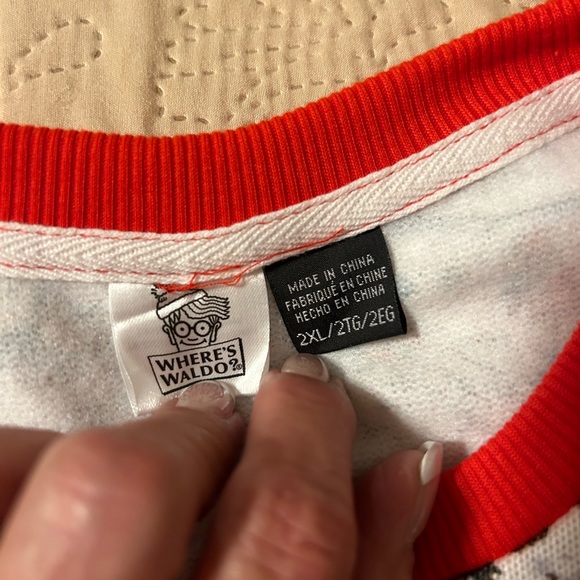 WHERE'S
WALDO?®
MADE IN CHINA
FABRIQUÉ EN CHINE
HECHO EN CHINA
2XL/2TG/2EG